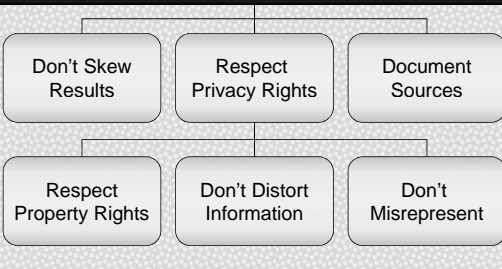 Don't Skew
Results
Respect
Privacy Rights
Document
Sources
Respect
Property Rights
Don't Distort
Information
Don't
Misrepresent